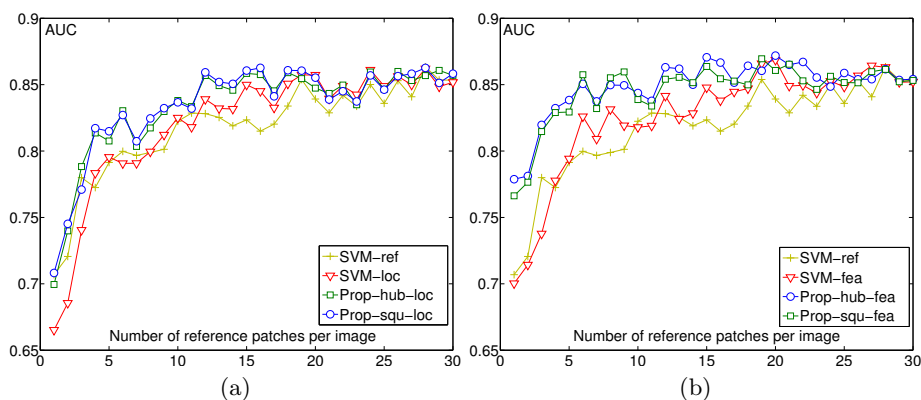 0.9
AUC
0.85
0.8
0.75
0.7
0.65
SVM-ref
SVM-loc
Prop-hub-loc
Prop-squ-loc
Number of reference patches per image
0 5 10 15 20 25 30
(a)
0.9
AUC
0.85
0.8
0.75
0.7
0.65
SVM-ref
SVM-fea
Prop-hub-fea
Prop-squ-fea
Number of reference patches per image
0 5 10 15 20 25 30
(b)